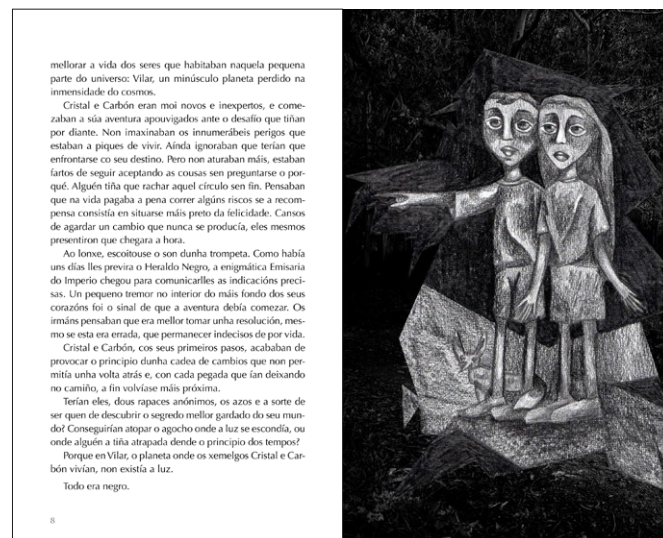 mellorar a vida dos seres que habitaban naquela pequena
parte do universo: Vilar, un minúsculo planeta perdido na
inmensidade do cosmos.
Cristal e Carbón eran moi novos e inexpertos, e come-
zaban a súa aventura apouvigados ante o desafío que tiñan
por diante. Non imaxinaban os innumerábeis perigos que
estaban a piques de vivir. Aínda ignoraban que terían que
enfrontarse co seu destino. Pero non aturaban máis, estaban
fartos de seguir aceptando as cousas sen preguntarse o por-
qué. Alguén tiña que rachar aquel círculo sen fin. Pensaban
que na vida pagaba a pena correr algúns riscos se a recom-
pensa consistía en situarse máis preto da felicidade. Cansos
de agardar un cambio que nunca se producía, eles mesmos
presentiron que chegara a hora.
Ao lonxe, escoitouse o son dunha trompeta. Como había
uns días lles previra o Heraldo Negro, a enigmática Emisaria
do Imperio chegou para comunicarlles as indicacións preci-
sas. Un pequeno tremor no interior do máis fondo dos seus
corazóns foi o sinal de que a aventura debía comezar. Os
irmáns pensaban que era mellor tomar unha resolución, mes-
mo se esta era errada, que permanecer indecisos de por vida.
Cristal e Carbón, cos seus primeiros pasos, acababan de
provocar o principio dunha cadea de cambios que non per-
mitía unha volta atrás e, con cada pegada que ían deixando
no camiño, a fin volvíase máis próxima.
Terían eles, dous rapaces anónimos, os azos e a sorte de
ser quen de descubrir o segredo mellor gardado do seu mun-
do? Conseguirían atopar o agocho onde a luz se escondía, ou
onde alguén a tiña atrapada dende o principio dos tempos?
Porque en Vilar, o planeta onde os xemelgos Cristal e Car-
bón vivían, non existía a luz.
Todo era negro.
8